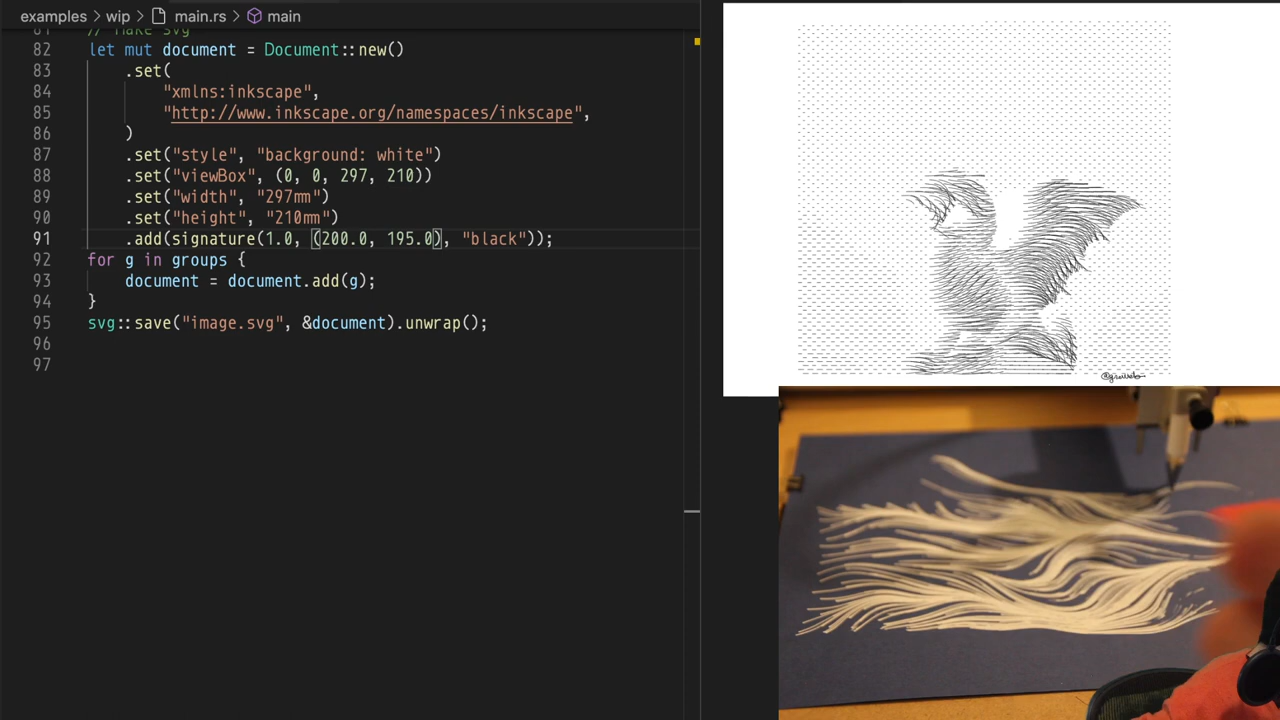 examples > wip > main.rs > main
81 // make svg
82 let mut document = Document::new()
83 .set(
84 "xmlns:inkscape",
85 "http://www.inkscape.org/namespaces/inkscape",
86 )
87 .set("style", "background: white")
88 .set("viewBox", (0, 0, 297, 210))
89 .set("width", "297mm")
90 .set("height", "210mm")
91 .add(signature(1.0, (200.0, 195.0), "black"));
92 for g in groups {
93 document = document.add(g);
94 }
95 svg::save("image.svg", &document).unwrap();
96
97